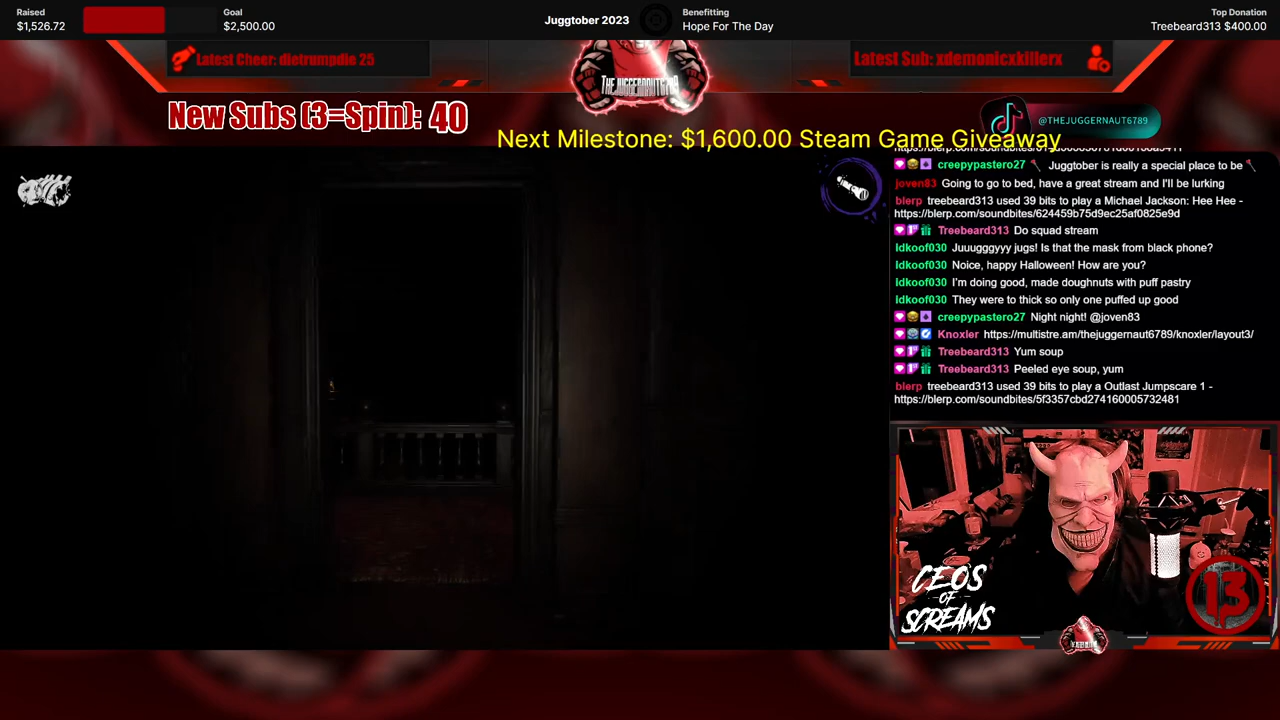 Raised
$1,526.72
Goal
$2,500.00
Juggtober 2023
Benefitting
Hope For The Day
Top Donation
Treebeard313 $400.00
Latest Cheer: dietrumpdie 25
THEJUGGERNAUT6789
Latest Sub: xdemonicxkillerx
New Subs (3=Spin): 40
@THEJUGGERNAUT6789
Next Milestone: $1,600.00 Steam Game Giveaway
creepypastero27 Juggtober is really a special place to be
joven83 Going to go to bed, have a great stream and I'll be lurking
blerp treebeard313 used 39 bits to play a Michael Jackson: Hee Hee -
https://blerp.com/soundbites/624459b75d9ec25af0825e9d
Treebeard313 Do squad stream
Idkoof030 Juuugggyyy jugs! Is that the mask from black phone?
Idkoof030 Noice, happy Halloween! How are you?
Idkoof030 I'm doing good, made doughnuts with puff pastry
Idkoof030 They were to thick so only one puffed up good
creepypastero27 Night night! @joven83
Knoxler https://multistre.am/thejuggernaut6789/knoxler/layout3/
Treebeard313 Yum soup
Treebeard313 Peeled eye soup, yum
blerp treebeard313 used 39 bits to play a Outlast Jumpscare 1 -
https://blerp.com/soundbites/5f3357cbd274160005732481
CEOS
OF
SCREAMS
13